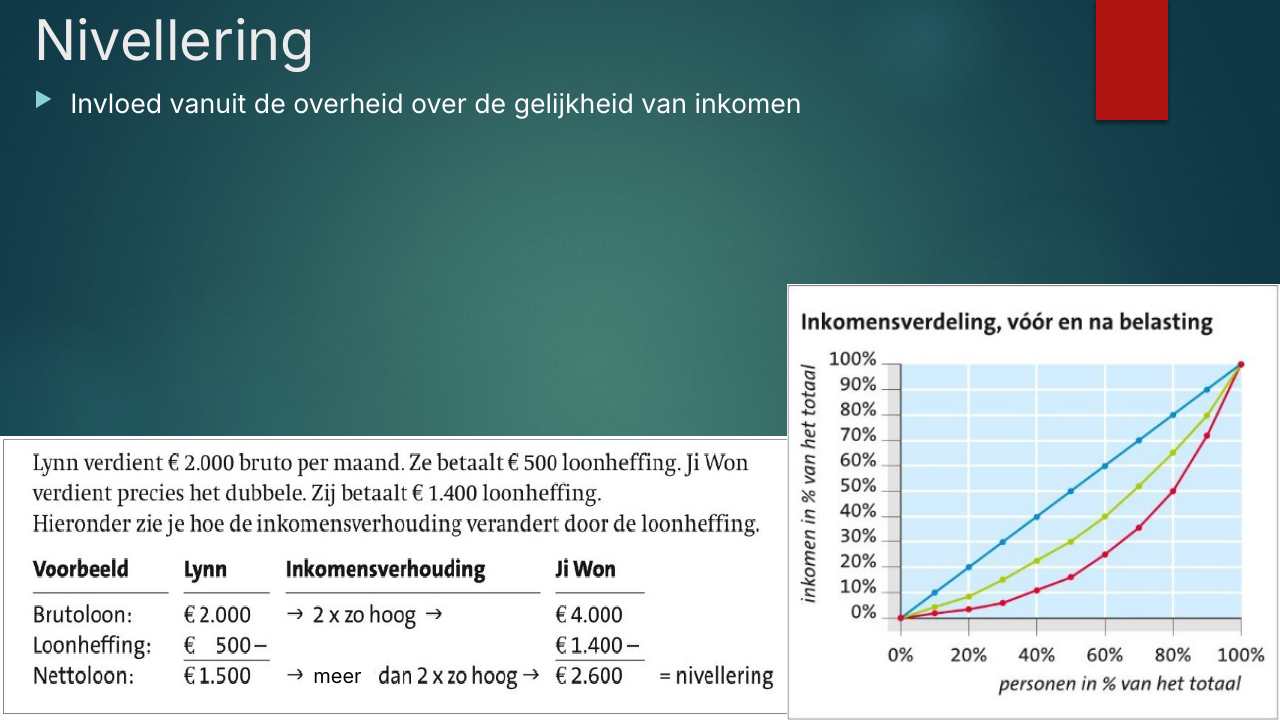 Nivellering
Invloed vanuit de overheid over de gelijkheid van inkomen
Lynn verdient € 2.000 bruto per maand. Ze betaalt € 500 loonheffing. Ji Won
verdient precies het dubbele. Zij betaalt € 1.400 loonheffing.
Hieronder zie je hoe de inkomensverhouding verandert door de loonheffing.
Voorbeeld Lynn Inkomensverhouding Ji Won
Brutoloon: € 2.000 → 2 x zo hoog → € 4.000
Loonheffing: € 500 – € 1.400 –
Nettoloon: € 1.500 → meer dan 2 x zo hoog → € 2.600 = nivellering
Inkomensverdeling, vóór en na belasting
inkomen in % van het totaal
100%
90%
80%
70%
60%
50%
40%
30%
20%
10%
0%
0% 20% 40% 60% 80% 100%
personen in % van het totaal